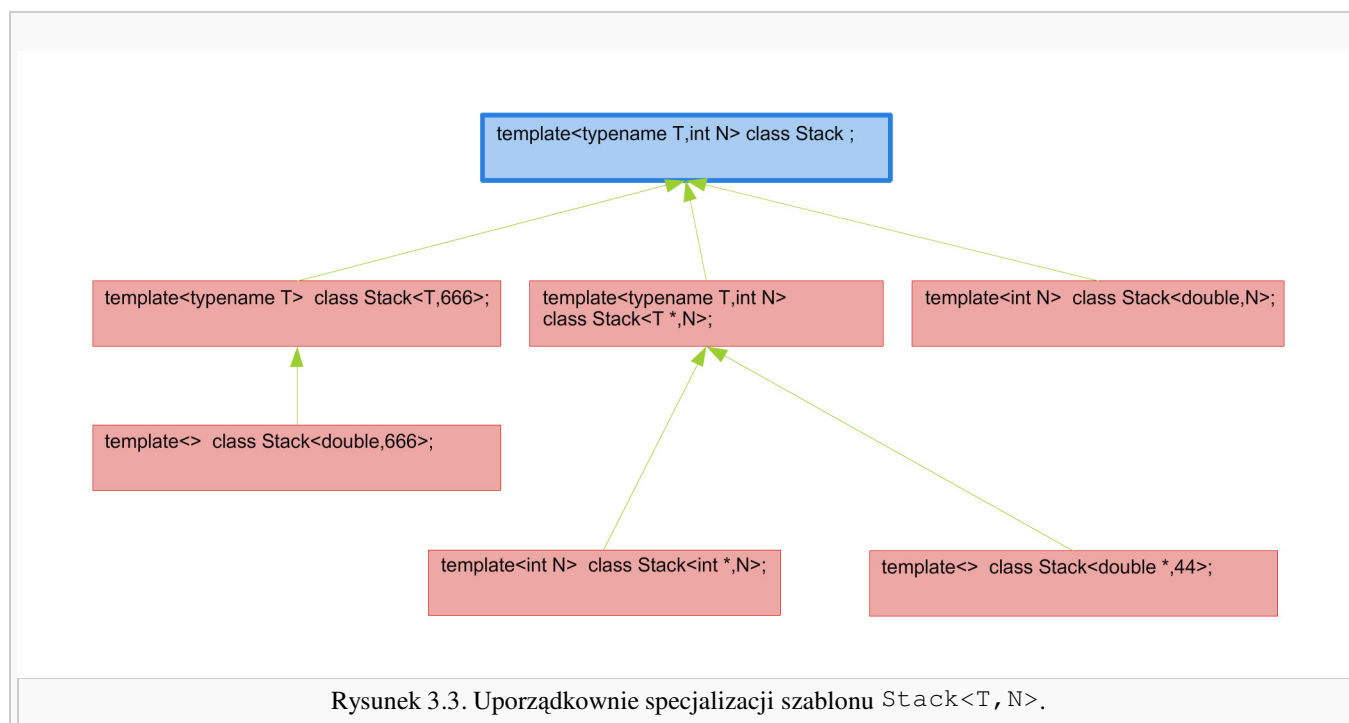 template<typename T,int N> class Stack ;
template<typename T>  class Stack<T,666>;
template<typename T,int N>
class Stack<T *,N>;
template<int N>  class Stack<double,N>;
template<>  class Stack<double,666>;
template<int N>  class Stack<int *,N>;
template<>  class Stack<double *,44>;
Rysunek 3.3. Uporządkownie specjalizacji szablonu Stack<T,N>.